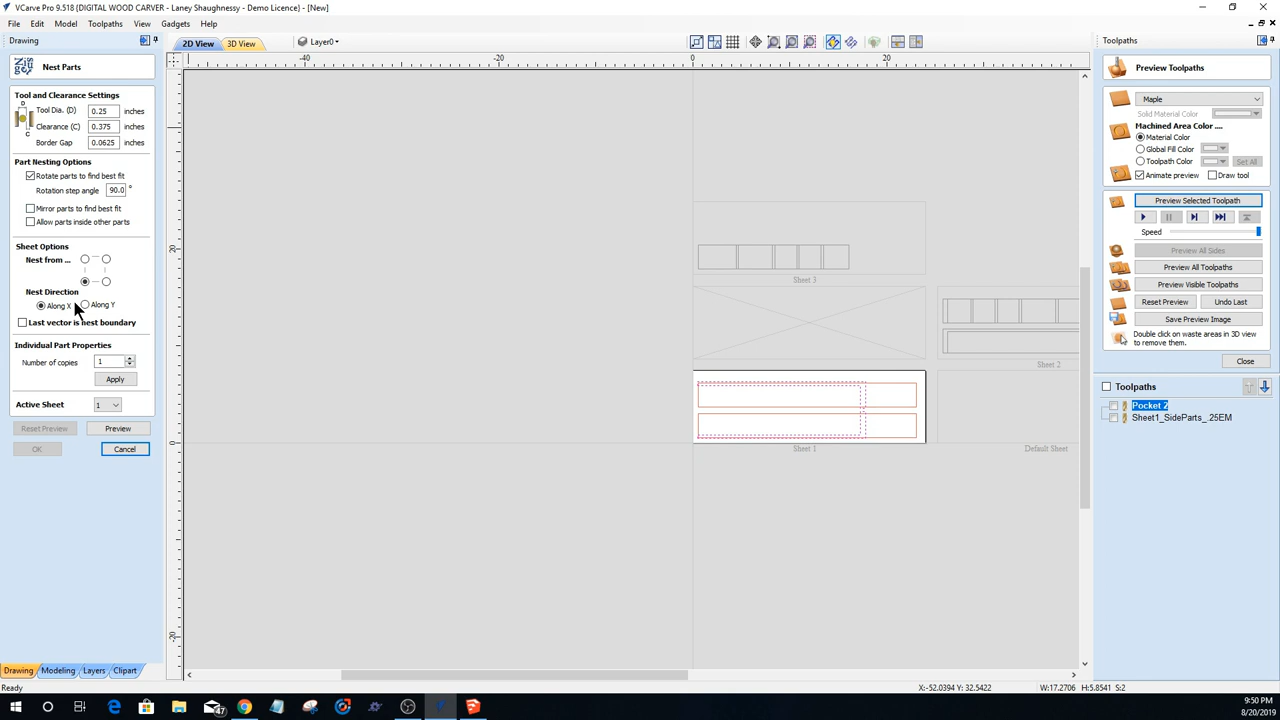 VCarve Pro 9.518 {DIGITAL WOOD CARVER} - Laney Shaughnessy - Demo Licence} - [New]
File Edit Model Toolpaths View Gadgets Help
Drawing
2D View 3D View Layer0
Toolpaths
-40 -20 0 20
Nest Parts
Tool and Clearance Settings
D
C
Tool Dia. (D) 0.25 inches
Clearance (C) 0.375 inches
Border Gap 0.0625 inches
Part Nesting Options
Rotate parts to find best fit
Rotation step angle 90.0 °
Mirror parts to find best fit
Allow parts inside other parts
Sheet Options
Nest from ...
Nest Direction
Along X Along Y
Last vector is nest boundary
Individual Part Properties
Number of copies 1
Apply
Active Sheet 1
Reset Preview Preview
OK Cancel
Drawing Modeling Layers Clipart
20
0
-20
Sheet 3
Sheet 2
Sheet 1
Default Sheet
Preview Toolpaths
Maple
Solid Material Color
Machined Area Color ....
Material Color
Global Fill Color
Toolpath Color Set All
Animate preview Draw tool
Preview Selected Toolpath
Speed
Preview All Sides
Preview All Toolpaths
Preview Visible Toolpaths
Reset Preview Undo Last
Save Preview Image
Double click on waste areas in 3D view
to remove them.
Close
Toolpaths
Pocket 2
Sheet1_SideParts_.25EM
Ready
X:-52.0394 Y: 32.5422 W:17.2706 H:5.8541 S:2
47
9:50 PM
8/20/2019